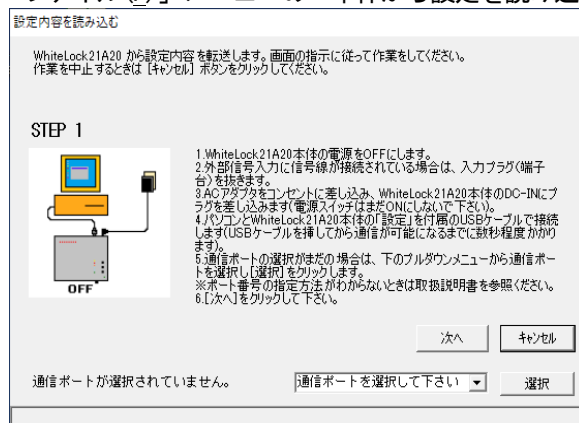 設定内容を読み込む
WhiteLock21A20 から設定内容を転送します。画面の指示に従って作業をしてください。
作業を中止するときは [キャンセル] ボタンをクリックしてください。
STEP 1
1.WhiteLock21A20本体の電源をOFFにします。
2.外部信号入力に信号線が接続されている場合は、入力プラグ(端子
台)を抜きます。
3.ACアダプタをコンセントに差し込み、WhiteLock21A20本体のDC-INにプ
ラグを差し込みます(電源スイッチはまだONにしないで下さい)。
4.パソコンとWhiteLock21A20本体の「設定」を付属のUSBケーブルで接続
します(USBケーブルを挿してから通信が可能になるまでに数秒程度かかり
ます)。
5.通信ポートの選択がまだの場合は、下のプルダウンメニューから通信ポー
トを選択し[選択]をクリックします。
※ポート番号の指定方法がわからないときは取扱説明書を参照ください。
6.[次へ]をクリックして下さい。
OFF
次へ
キャンセル
通信ポートが選択されていません。
通信ポートを選択して下さい
選択